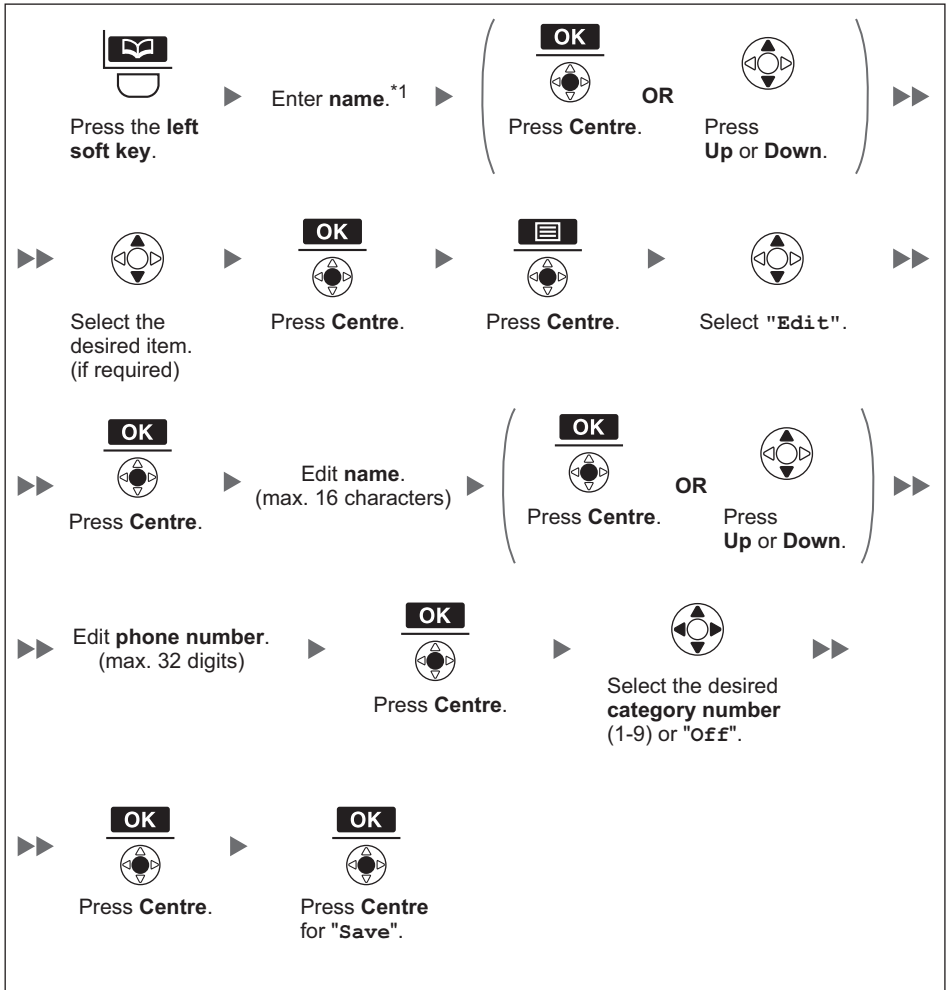 Press the left
soft key.
Enter name.*1
OK
Press Centre.
OR
Press
Up or Down.
Select the
desired item.
(if required)
OK
Press Centre.
Press Centre.
Select "Edit".
OK
Press Centre.
Edit name.
(max. 16 characters)
OK
Press Centre.
OR
Press
Up or Down.
Edit phone number.
(max. 32 digits)
OK
Press Centre.
Select the desired
category number
(1-9) or "Off".
OK
Press Centre.
OK
Press Centre
for "Save".